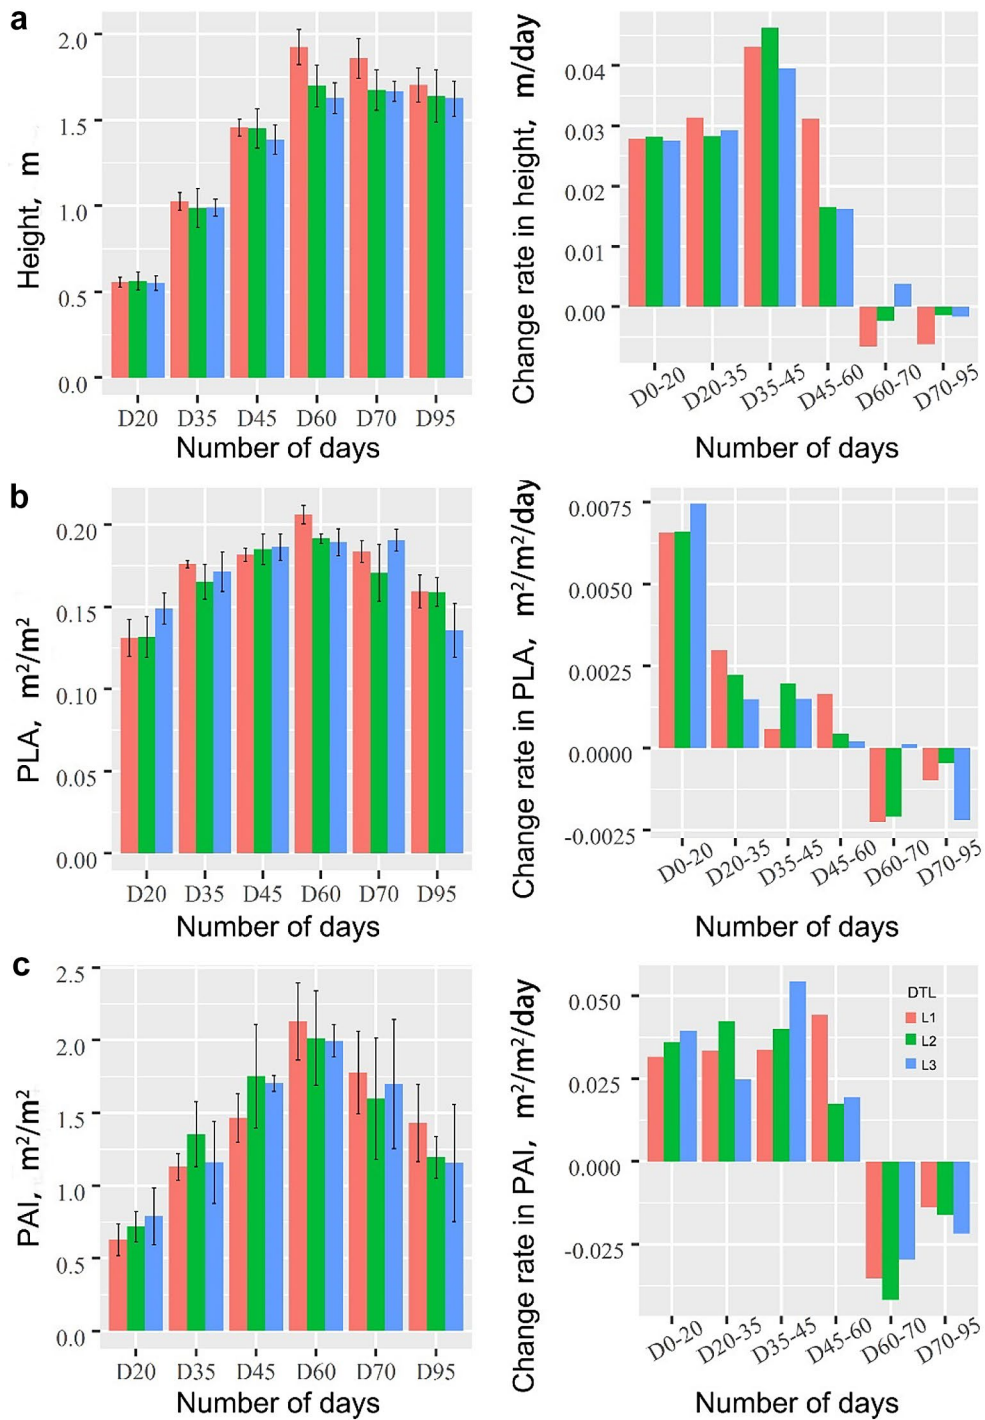 a
Height, m
2.0
1.5
1.0
0.5
0.0
D20 D35 D45 D60 D70 D95
Number of days
Change rate in height, m/day
0.04
0.03
0.02
0.01
0.00
D0-20 D20-35 D35-45 D45-60 D60-70 D70-95
Number of days
b
PLA, m²/m²
0.20
0.15
0.10
0.05
0.00
D20 D35 D45 D60 D70 D95
Number of days
Change rate in PLA, m²/m²/day
0.0075
0.0050
0.0025
0.0000
-0.0025
D0-20 D20-35 D35-45 D45-60 D60-70 D70-95
Number of days
c
PAI, m²/m²
2.5
2.0
1.5
1.0
0.5
0.0
D20 D35 D45 D60 D70 D95
Number of days
Change rate in PAI, m²/m²/day
0.050
0.025
0.000
-0.025
DTL
L1
L2
L3
D0-20 D20-35 D35-45 D45-60 D60-70 D70-95
Number of days